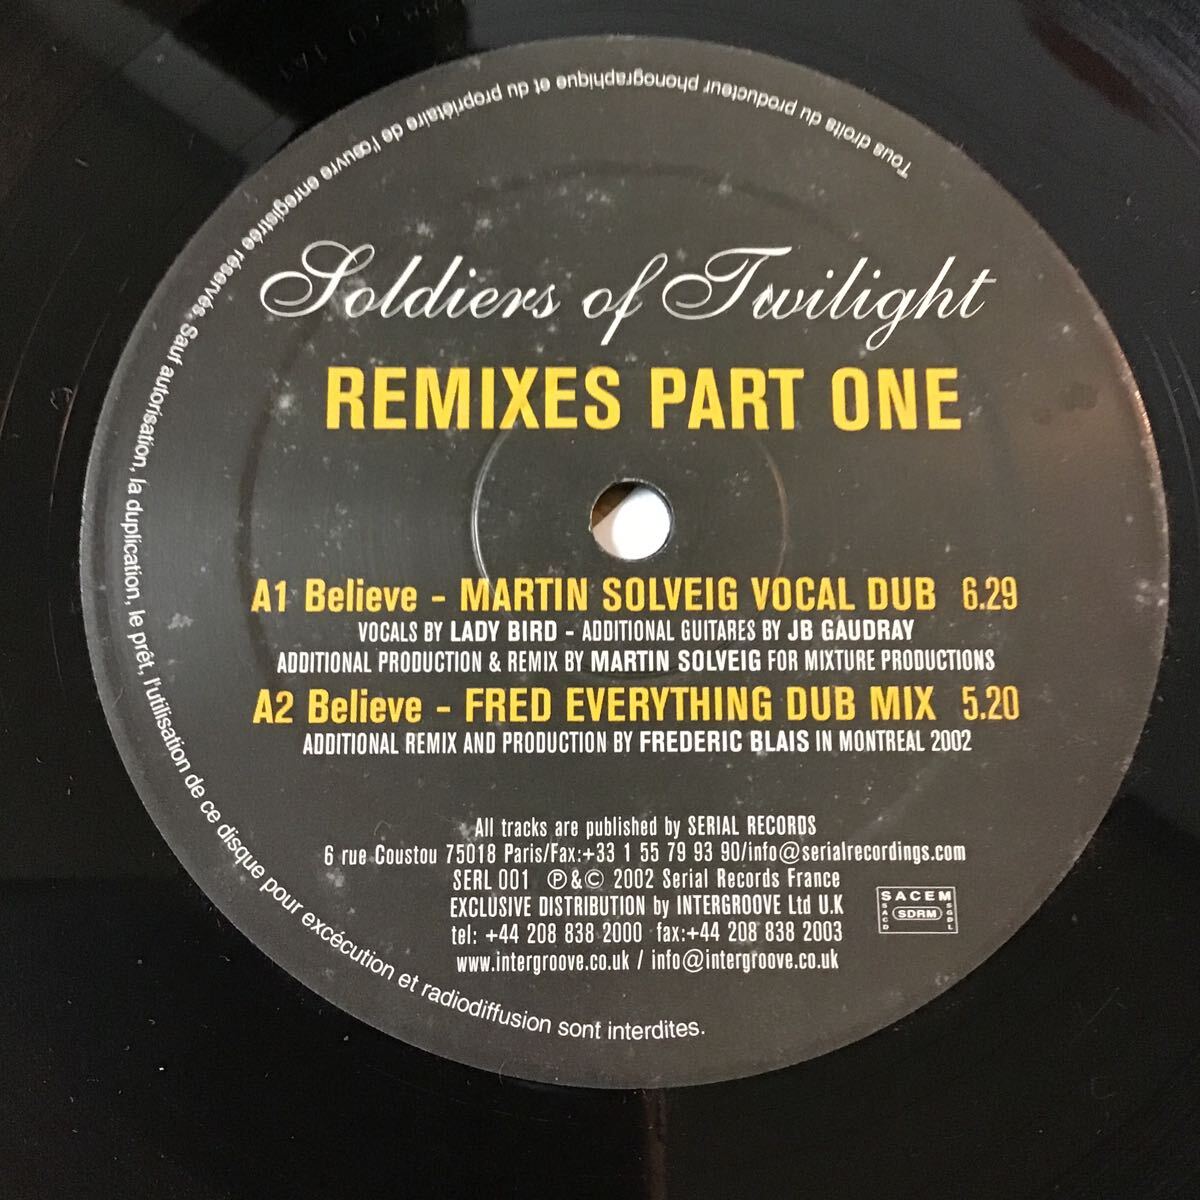 Soldiers of Twilight
REMIXES PART ONE
A1 Believe - MARTIN SOLVEIG VOCAL DUB 6.29
VOCALS BY LADY BIRD - ADDITIONAL GUITARES BY JB GAUDRAY
ADDITIONAL PRODUCTION & REMIX BY MARTIN SOLVEIG FOR MIXTURE PRODUCTIONS
A2 Believe - FRED EVERYTHING DUB MIX 5.20
ADDITIONAL REMIX AND PRODUCTION BY FREDERIC BLAIS IN MONTREAL 2002
All tracks are published by SERIAL RECORDS
6 rue Coustou 75018 Paris/Fax:+33 1 55 79 93 90/info@serialrecordings.com
SERL 001 ℗&© 2002 Serial Records France
EXCLUSIVE DISTRIBUTION by INTERGROOVE Ltd U.K
tel: +44 208 838 2000 fax:+44 208 838 2003
www.intergroove.co.uk / info@intergroove.co.uk
SACEM
SACD
SDRM
SGDL
Tous droits du producteur phonographique et du propriétaire de l'œuvre enregistrée réservés. Sauf autorisation, la duplication, le prêt, l'utilisation de ce disque pour excécution et radiodiffusion sont interdites.